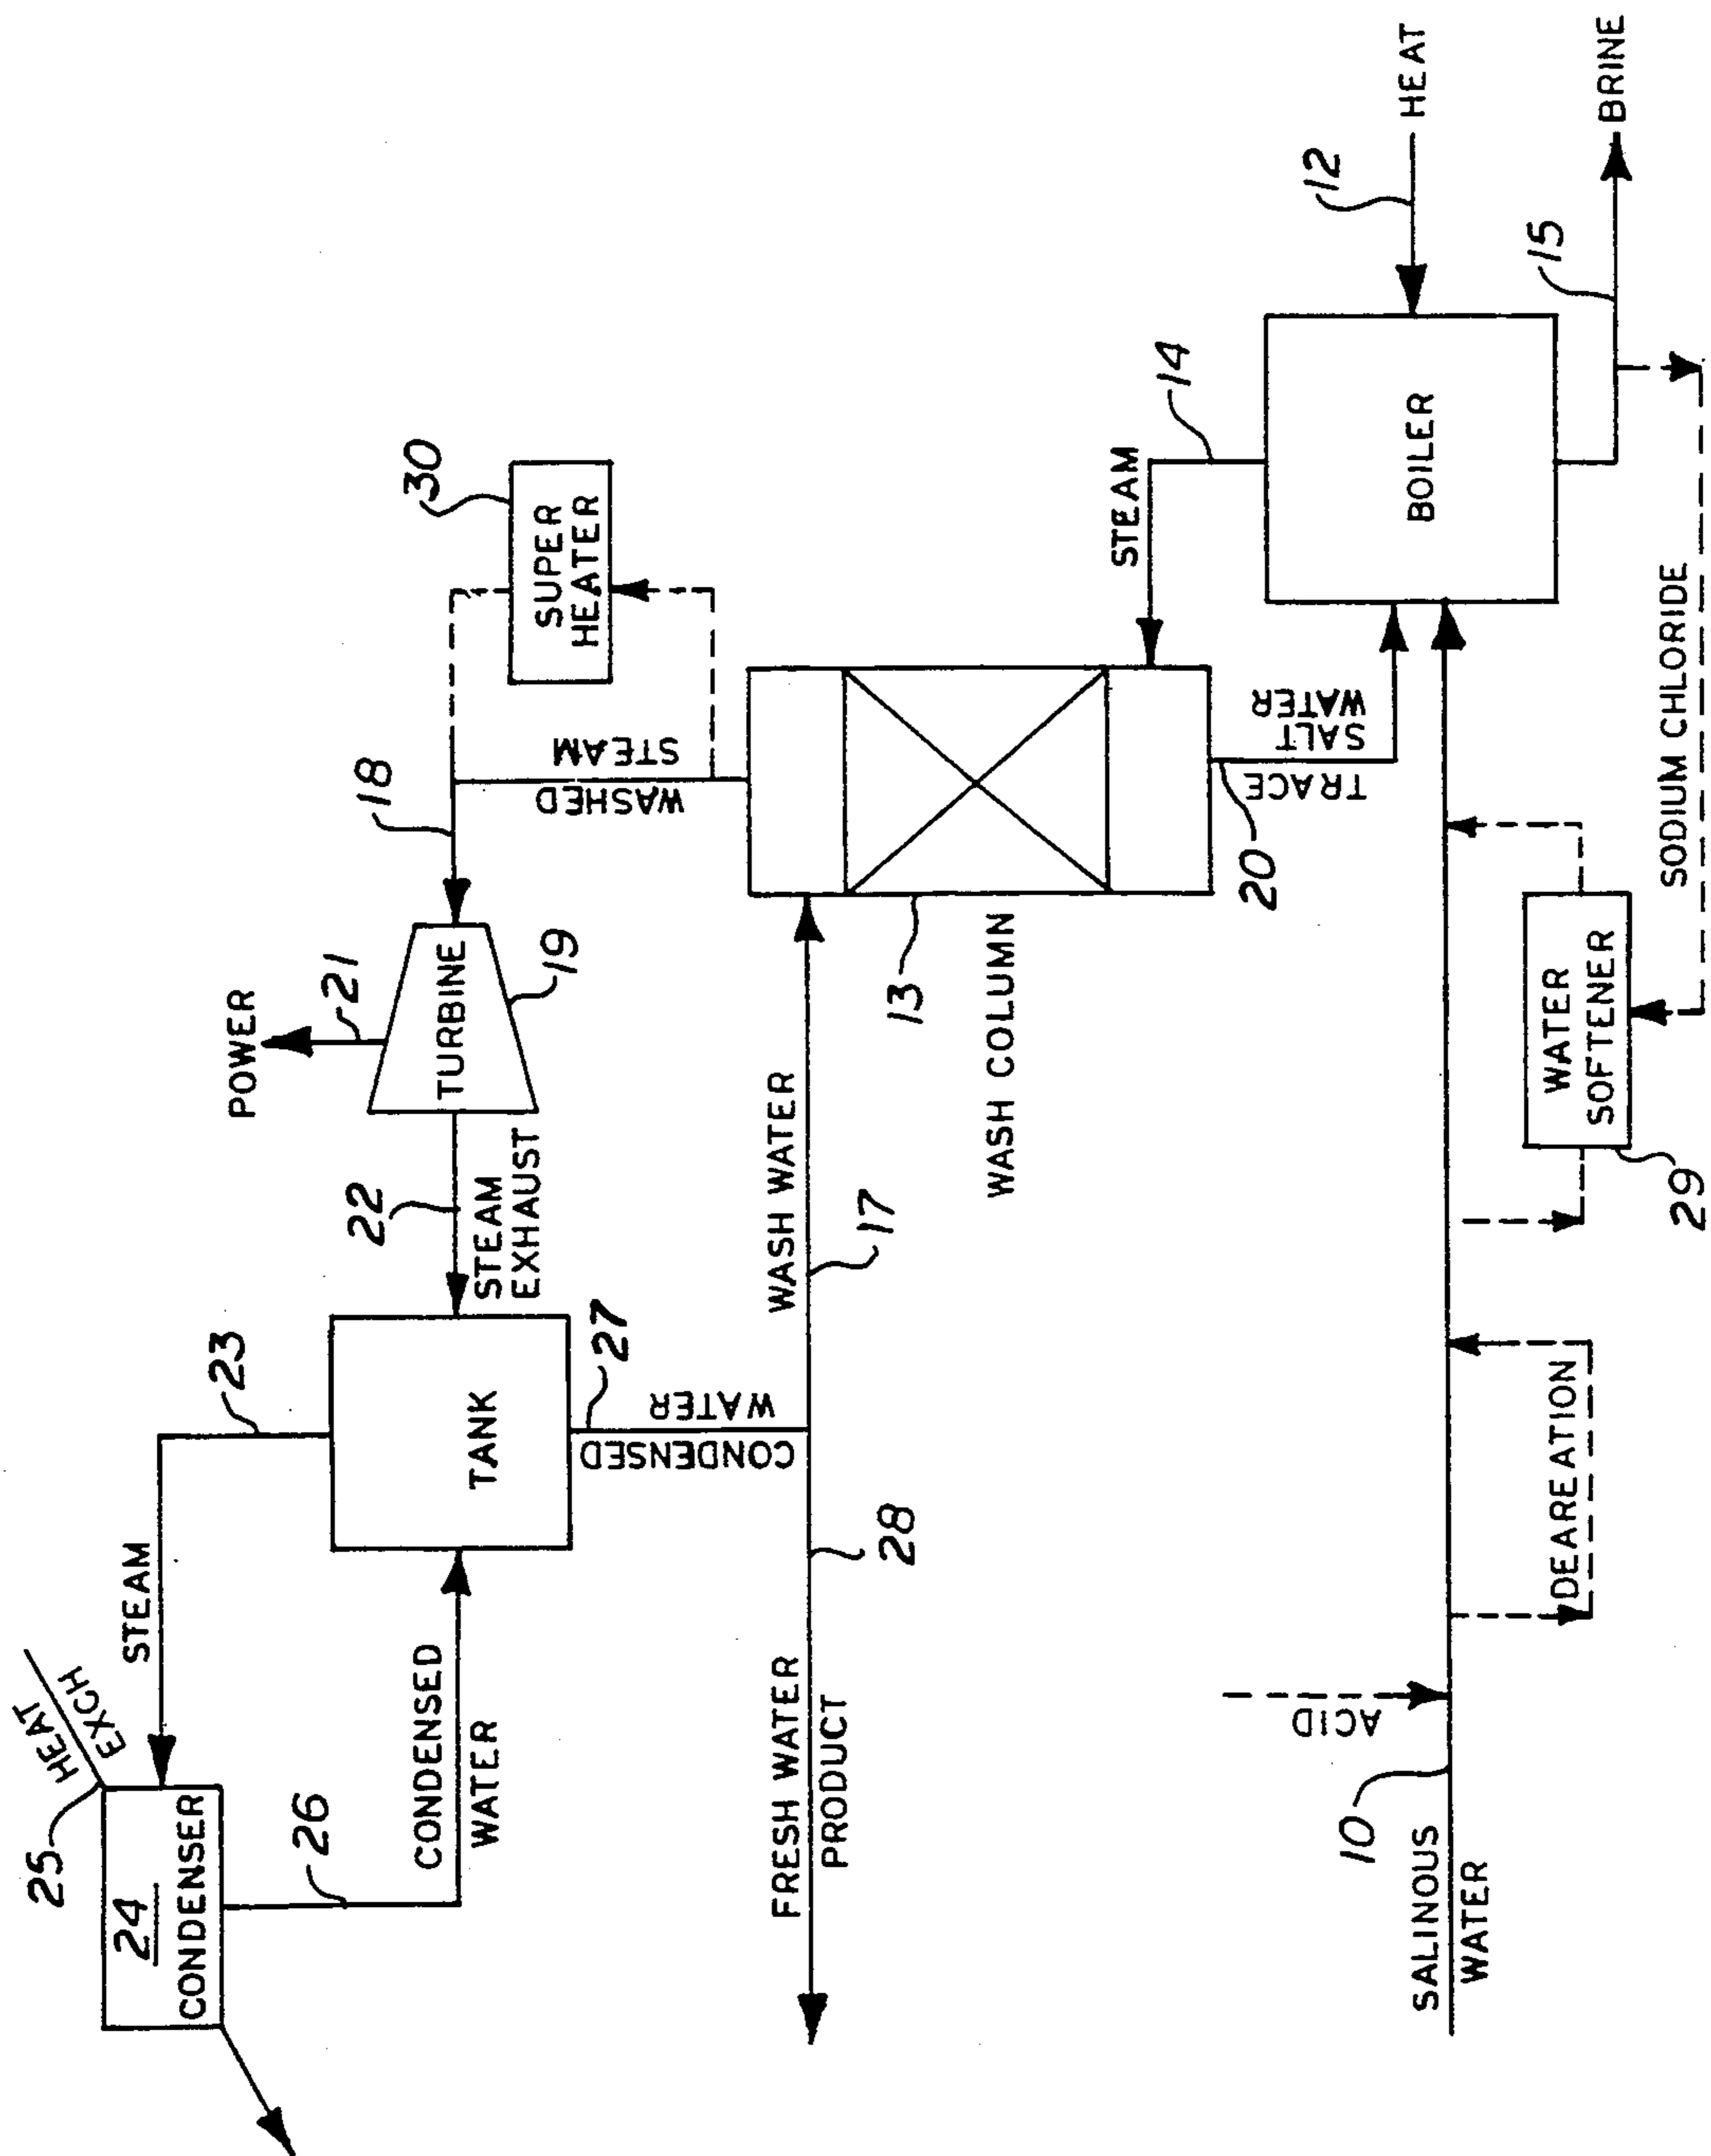 25
HEAT
EXCH
24
CONDENSER
STEAM
23
26
CONDENSED
WATER
TANK
22
STEAM
EXHAUST
POWER
21
TURBINE
19
18
WASHED
STEAM
30
SUPER
HEATER
27
CONDENSED
WATER
FRESH WATER
PRODUCT
28
WASH WATER
17
13
WASH COLUMN
STEAM
14
20
TRACE
SALT
WATER
12
HEAT
BOILER
15
BRINE
SALINOUS
WATER
10
ACID
DEAREATION
WATER
SOFTENER
29
SODIUM CHLORIDE